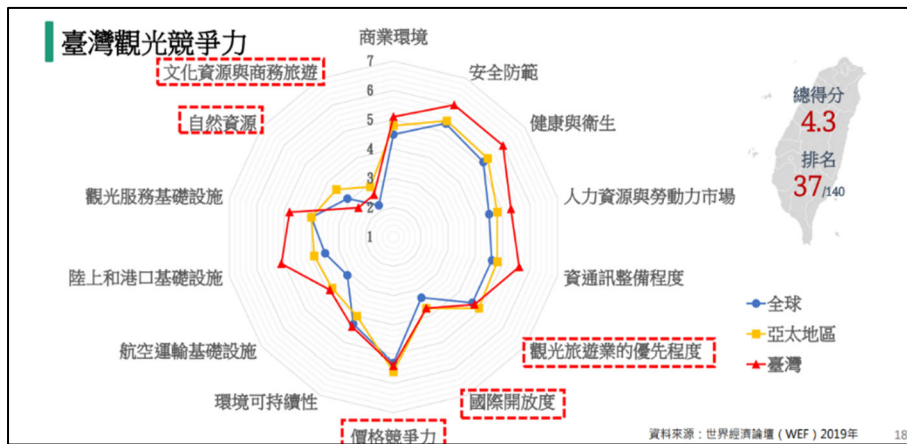 臺灣觀光競爭力
商業環境
安全防範
健康與衛生
人力資源與勞動力市場
資通訊整備程度
觀光旅遊業的優先程度
國際開放度
價格競爭力
環境可持續性
航空運輸基礎設施
陸上和港口基礎設施
觀光服務基礎設施
自然資源
文化資源與商務旅遊
7
6
5
4
3
2
1
總得分
4.3
排名
37/140
全球
亞太地區
臺灣
資料來源：世界經濟論壇（WEF）2019年
18